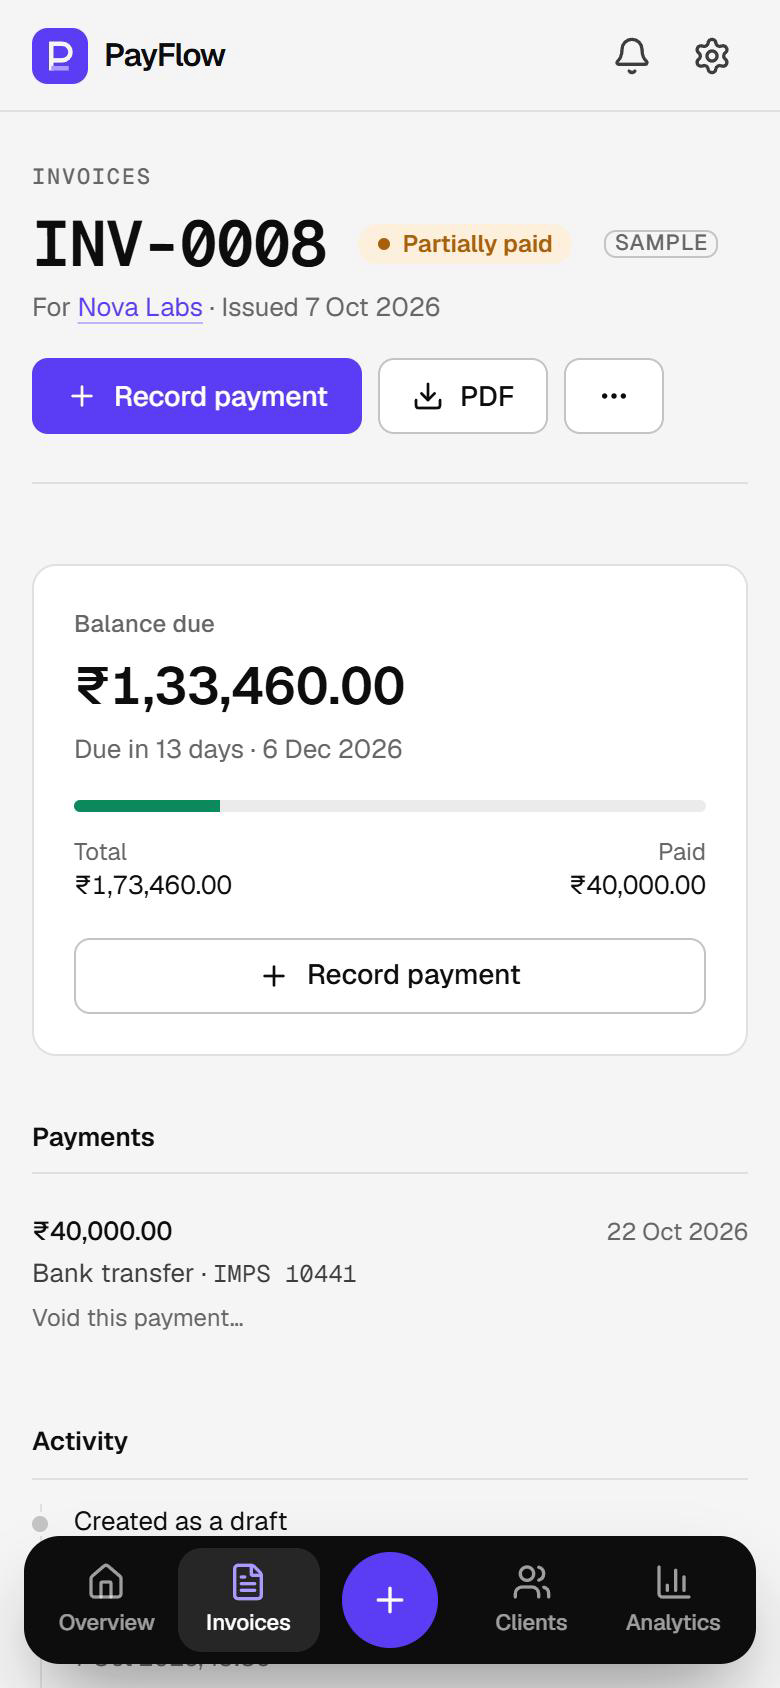 PayFlow
INVOICES
INV-0008 Partially paid SAMPLE
For Nova Labs · Issued 7 Oct 2026
Record payment PDF
Balance due
₹1,33,460.00
Due in 13 days · 6 Dec 2026
Total Paid
₹1,73,460.00 ₹40,000.00
Record payment
Payments
₹40,000.00 22 Oct 2026
Bank transfer · IMPS 10441
Void this payment…
Activity
Created as a draft
Overview Invoices Clients Analytics